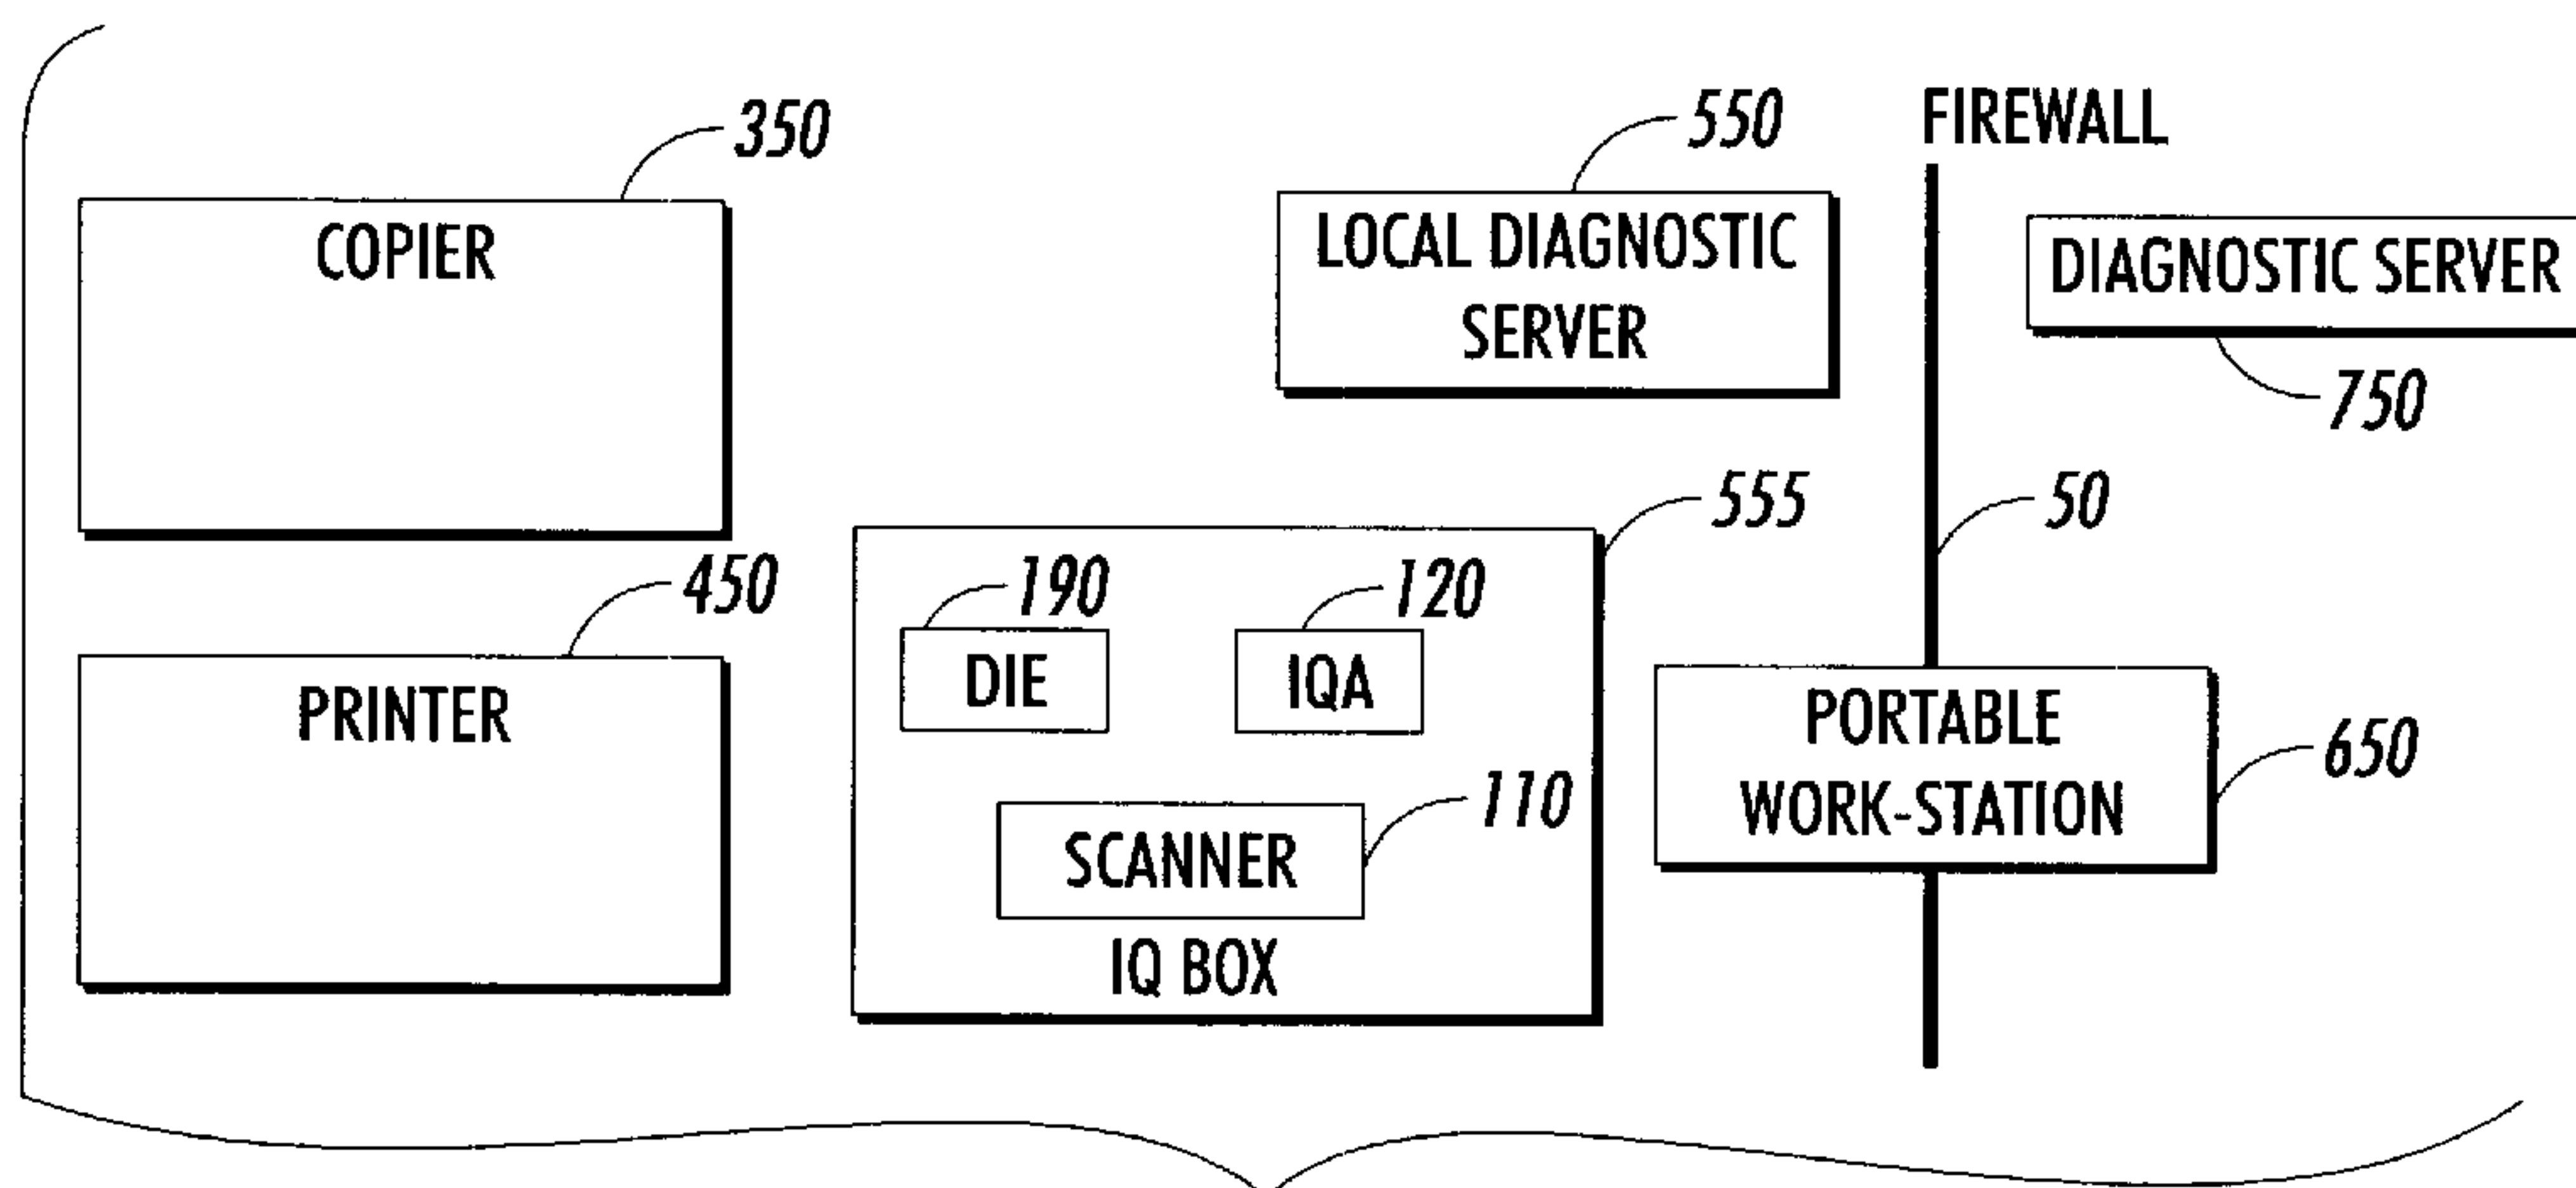 350
COPIER
550
LOCAL DIAGNOSTIC
SERVER
FIREWALL
DIAGNOSTIC SERVER
750
450
PRINTER
555
190
DIE
120
IQA
110
SCANNER
IQ BOX
50
PORTABLE
WORK-STATION
650